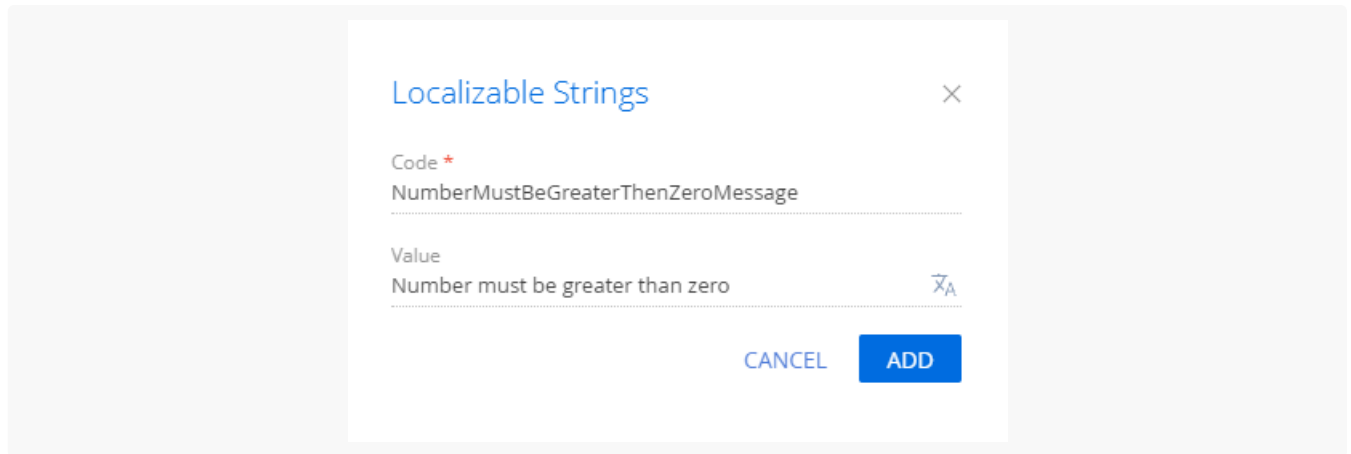 Localizable Strings
Code *
NumberMustBeGreaterThenZeroMessage
Value
Number must be greater than zero
CANCEL ADD